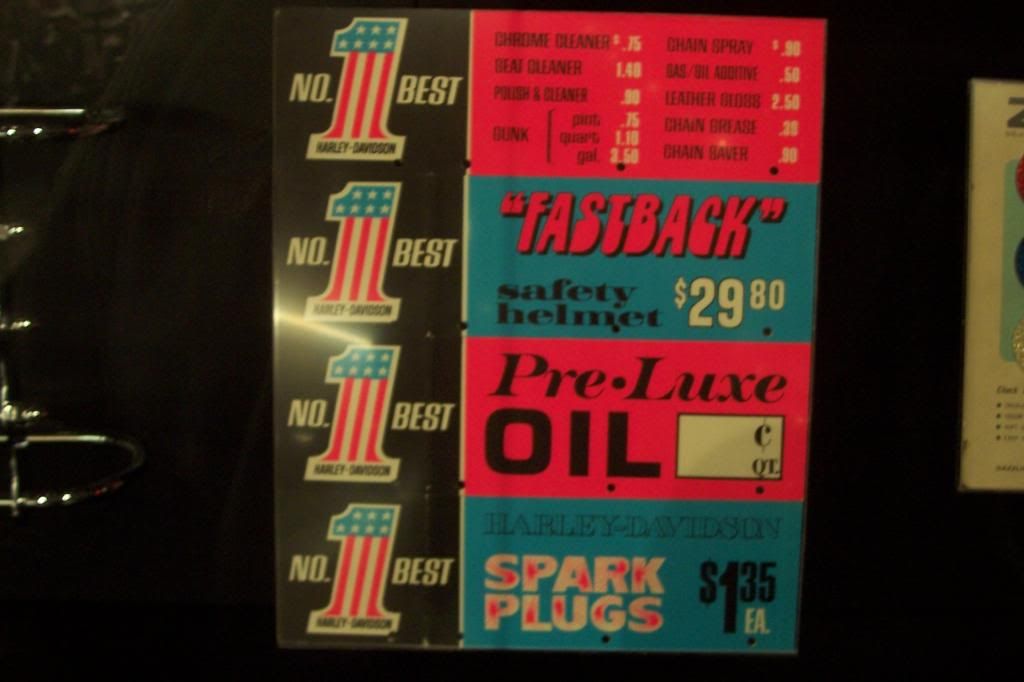 NO. 1 BEST
HARLEY-DAVIDSON
CHROME CLEANER $.75
SEAT CLEANER 1.40
POLISH & CLEANER .90
GUNK pint .75
quart 1.10
gal. 3.50
CHAIN SPRAY $.90
GAS/OIL ADDITIVE .50
LEATHER GLOSS 2.50
CHAIN GREASE .39
CHAIN SAVER .90
NO. 1 BEST
HARLEY-DAVIDSON
"FASTBACK"
safety
helmet $29 80
NO. 1 BEST
HARLEY-DAVIDSON
Pre•Luxe
OIL ¢
QT.
NO. 1 BEST
HARLEY-DAVIDSON
HARLEY-DAVIDSON
SPARK
PLUGS $1 35
EA.